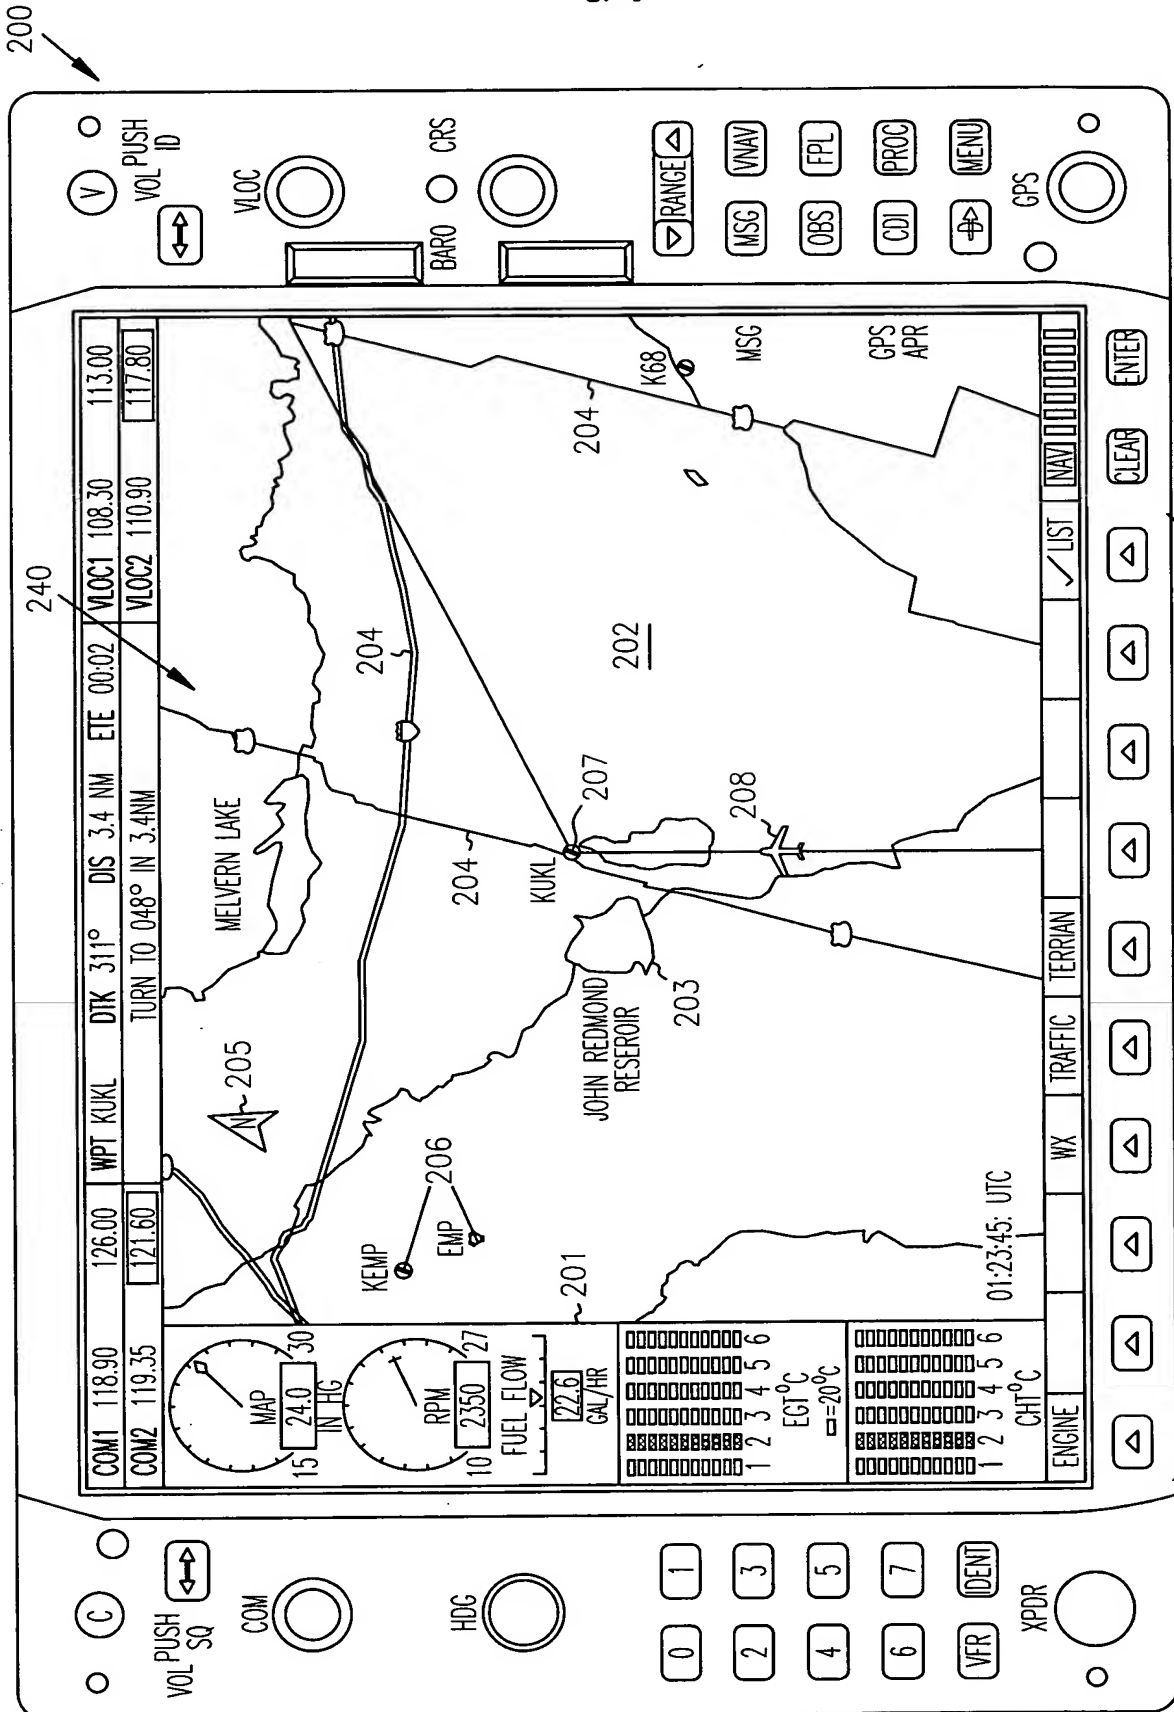 200
C
VOL PUSH
SQ
COM
HDG
0 1
2 3
4 5
6 7
VFR IDENT
XPDR
COM1 118.90 126.00 WPT KUKL DTK 311° DIS 3.4 NM ETE 00:02 VLOC1 108.30 113.00
COM2 119.35 121.60 TURN TO 048° IN 3.4NM VLOC2 110.90 117.80
240
MAP
24.0
15 IN HG 30
RPM
10 2350 27
FUEL FLOW
22.6
GAL/HR
1 2 3 4 5 6
EGT°C
=20°C
1 2 3 4 5 6
CHT°C
201
N
205
MELVERN LAKE
204
KEMP
206
EMP
204
KUKL
207
JOHN REDMOND
RESEROIR
203
208
202
204
K68
MSG
GPS
APR
01:23:45: UTC
ENGINE WX TRAFFIC TERRIAN LIST NAV
CLEAR ENTER
V
VOL PUSH
ID
VLOC
BARO CRS
RANGE
MSG VNAV
OBS FPL
CDI PROC
D MENU
GPS